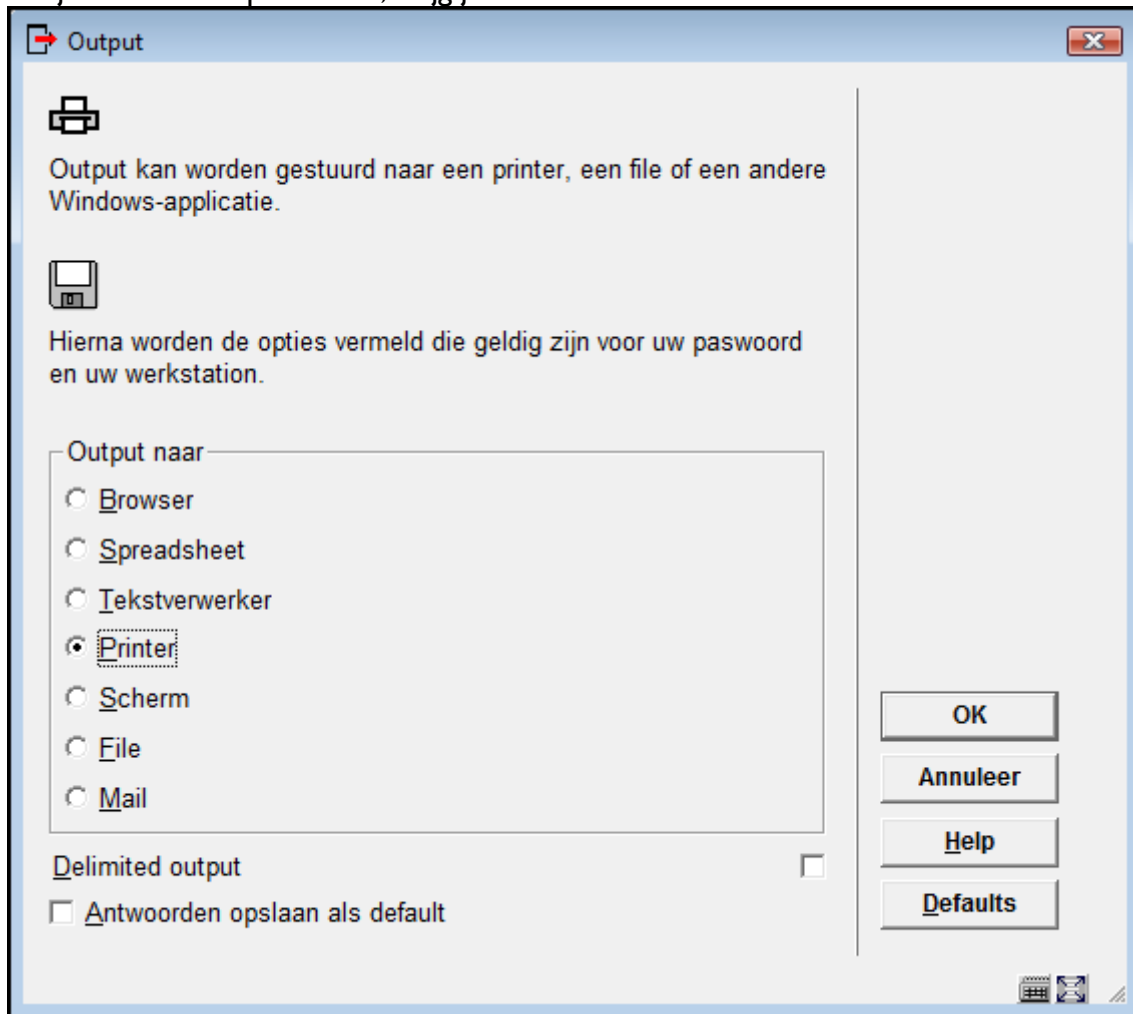 Output
Output kan worden gestuurd naar een printer, een file of een andere
Windows-applicatie.
Hierna worden de opties vermeld die geldig zijn voor uw paswoord
en uw werkstation.
Output naar
Browser
Spreadsheet
Tekstverwerker
Printer
Scherm
File
Mail
Delimited output
Antwoorden opslaan als default
OK
Annuleer
Help
Defaults